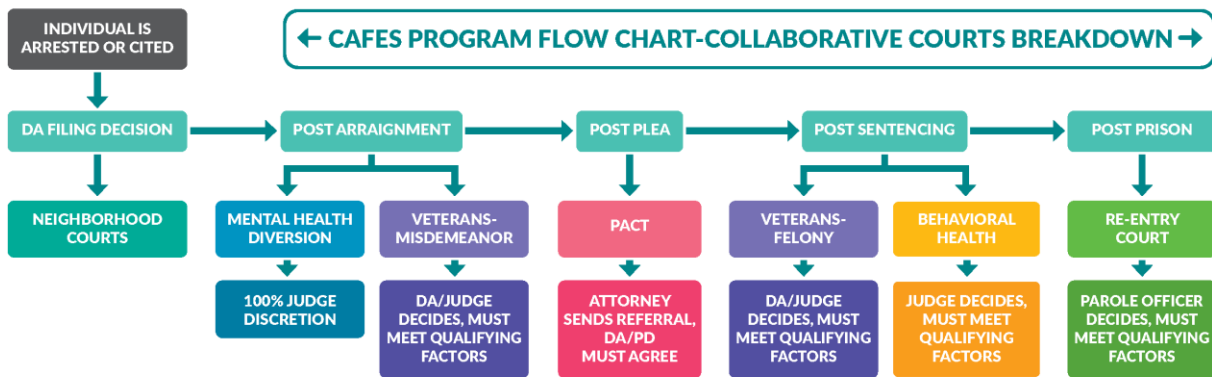 INDIVIDUAL IS
ARRESTED OR CITED
CAFES PROGRAM FLOW CHART-COLLABORATIVE COURTS BREAKDOWN
DA FILING DECISION
POST ARRAIGNMENT
POST PLEA
POST SENTENCING
POST PRISON
NEIGHBORHOOD
COURTS
MENTAL HEALTH
DIVERSION
VETERANS-
MISDEMEANOR
PACT
VETERANS-
FELONY
BEHAVIORAL
HEALTH
RE-ENTRY
COURT
100% JUDGE
DISCRETION
DA/JUDGE
DECIDES, MUST
MEET QUALIFYING
FACTORS
ATTORNEY
SENDS REFERRAL,
DA/PD
MUST AGREE
DA/JUDGE
DECIDES, MUST
MEET QUALIFYING
FACTORS
JUDGE DECIDES,
MUST MEET
QUALIFYING
FACTORS
PAROLE OFFICER
DECIDES, MUST
MEET QUALIFYING
FACTORS